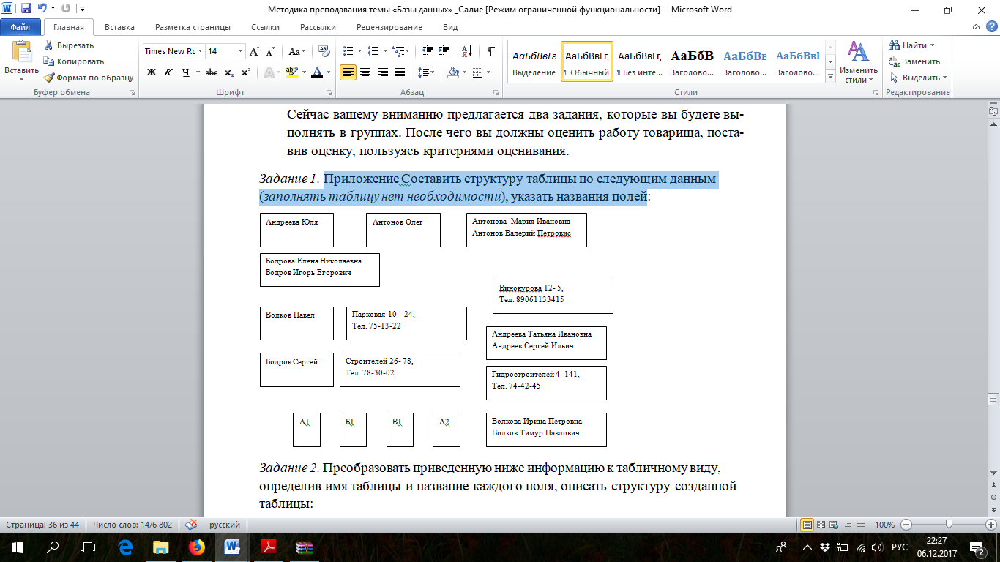 Методика преподавания темы «Базы данных» _Салие [Режим ограниченной функциональности] - Microsoft Word
Файл Главная Вставка Разметка страницы Ссылки Рассылки Рецензирование Вид
Вставить
Вырезать
Копировать
Формат по образцу
Буфер обмена
Times New Rc 14
Шрифт
Абзац
АаБбВвГг АаБбВвГг, АаБбВвГг, АаБбВ АаБбВв АаБбВвІ
Выделение ¶ Обычный ¶ Без инте... Заголово... Заголово... Заголово...
Стили
Изменить стили
Найти
Заменить
Выделить
Редактирование
Сейчас вашему вниманию предлагается два задания, которые вы будете вы-
полнять в группах. После чего вы должны оценить работу товарища, поста-
вив оценку, пользуясь критериями оценивания.
Задание 1. Приложение Составить структуру таблицы по следующим данным
(заполнять таблицу нет необходимости), указать названия полей:
Андреева Юля
Антонов Олег
Антонова Мария Ивановна
Антонов Валерий Петровис
Бодрова Елена Николаевна
Бодров Игорь Егорович
Винокурова 12- 5,
Тел. 89061133415
Волков Павел
Парковая 10 – 24,
Тел. 75-13-22
Андреева Татьяна Ивановна
Андреев Сергей Ильич
Бодров Сергей
Строителей 26- 78,
Тел. 78-30-02
Гидростроителей 4- 141,
Тел. 74-42-45
А1
Б1
В1
А2
Волкова Ирина Петровна
Волков Тимур Павлович
Задание 2. Преобразовать приведенную ниже информацию к табличному виду,
определив имя таблицы и название каждого поля, описать структуру созданной
таблицы:
Страница: 36 из 44 Число слов: 14/6 802 русский 100%
РУС
22:27
06.12.2017
2